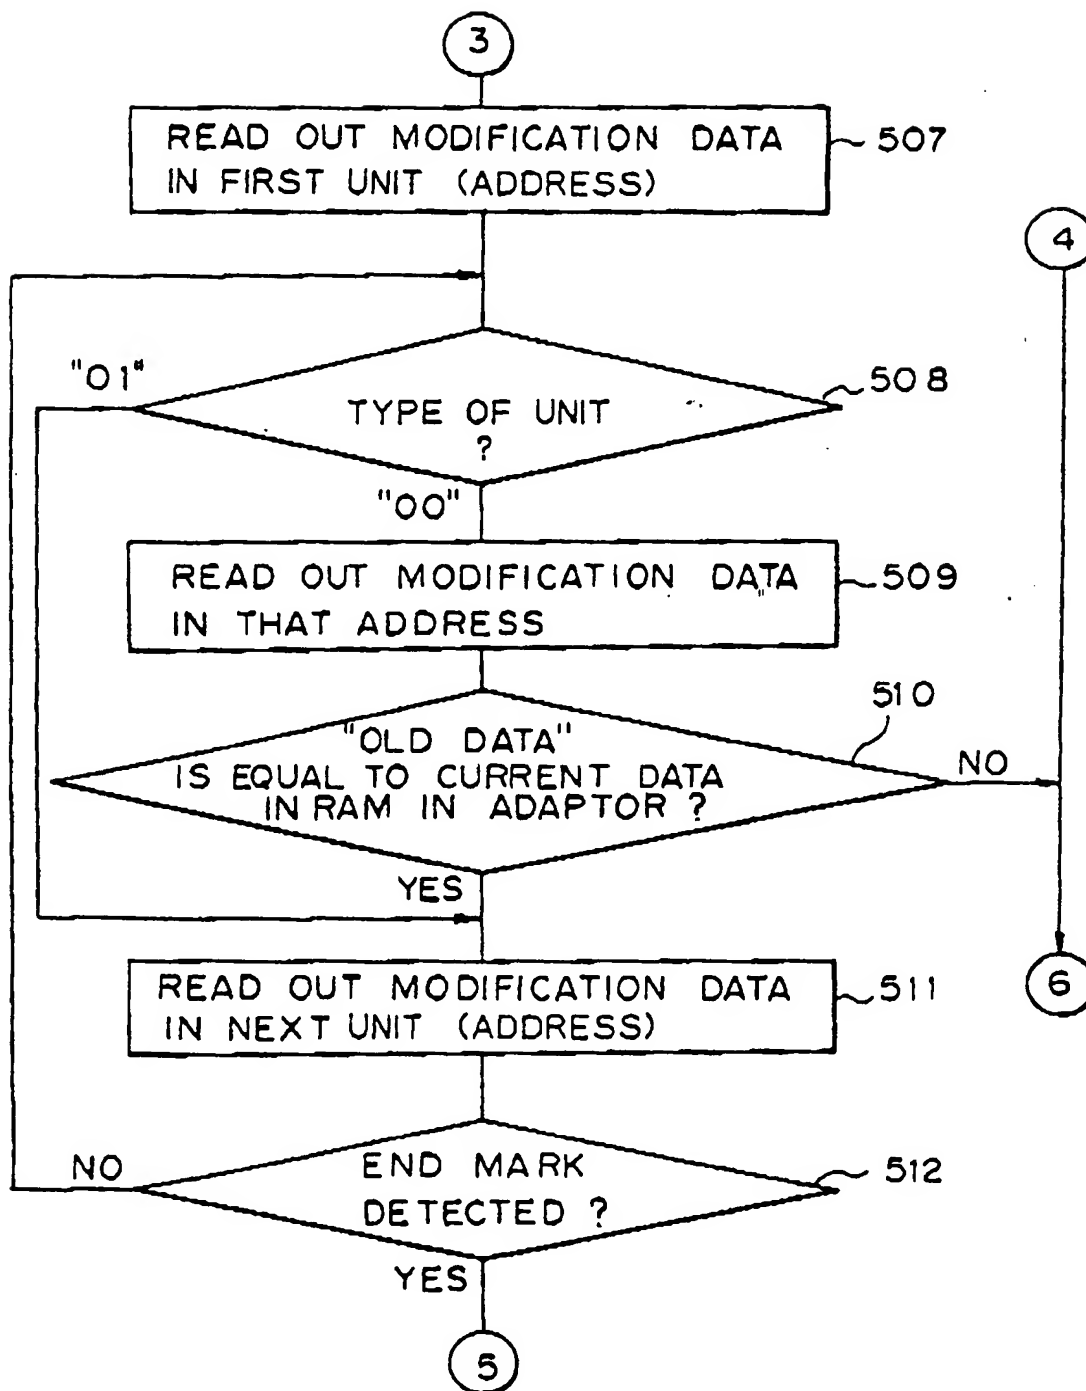 3
READ OUT MODIFICATION DATA
IN FIRST UNIT (ADDRESS)
507
4
"01"
508
TYPE OF UNIT
?
"00"
READ OUT MODIFICATION DATA
IN THAT ADDRESS
509
510
"OLD DATA"
IS EQUAL TO CURRENT DATA
IN RAM IN ADAPTOR ?
NO
YES
READ OUT MODIFICATION DATA
IN NEXT UNIT (ADDRESS)
511
6
NO
END MARK
DETECTED ?
512
YES
5